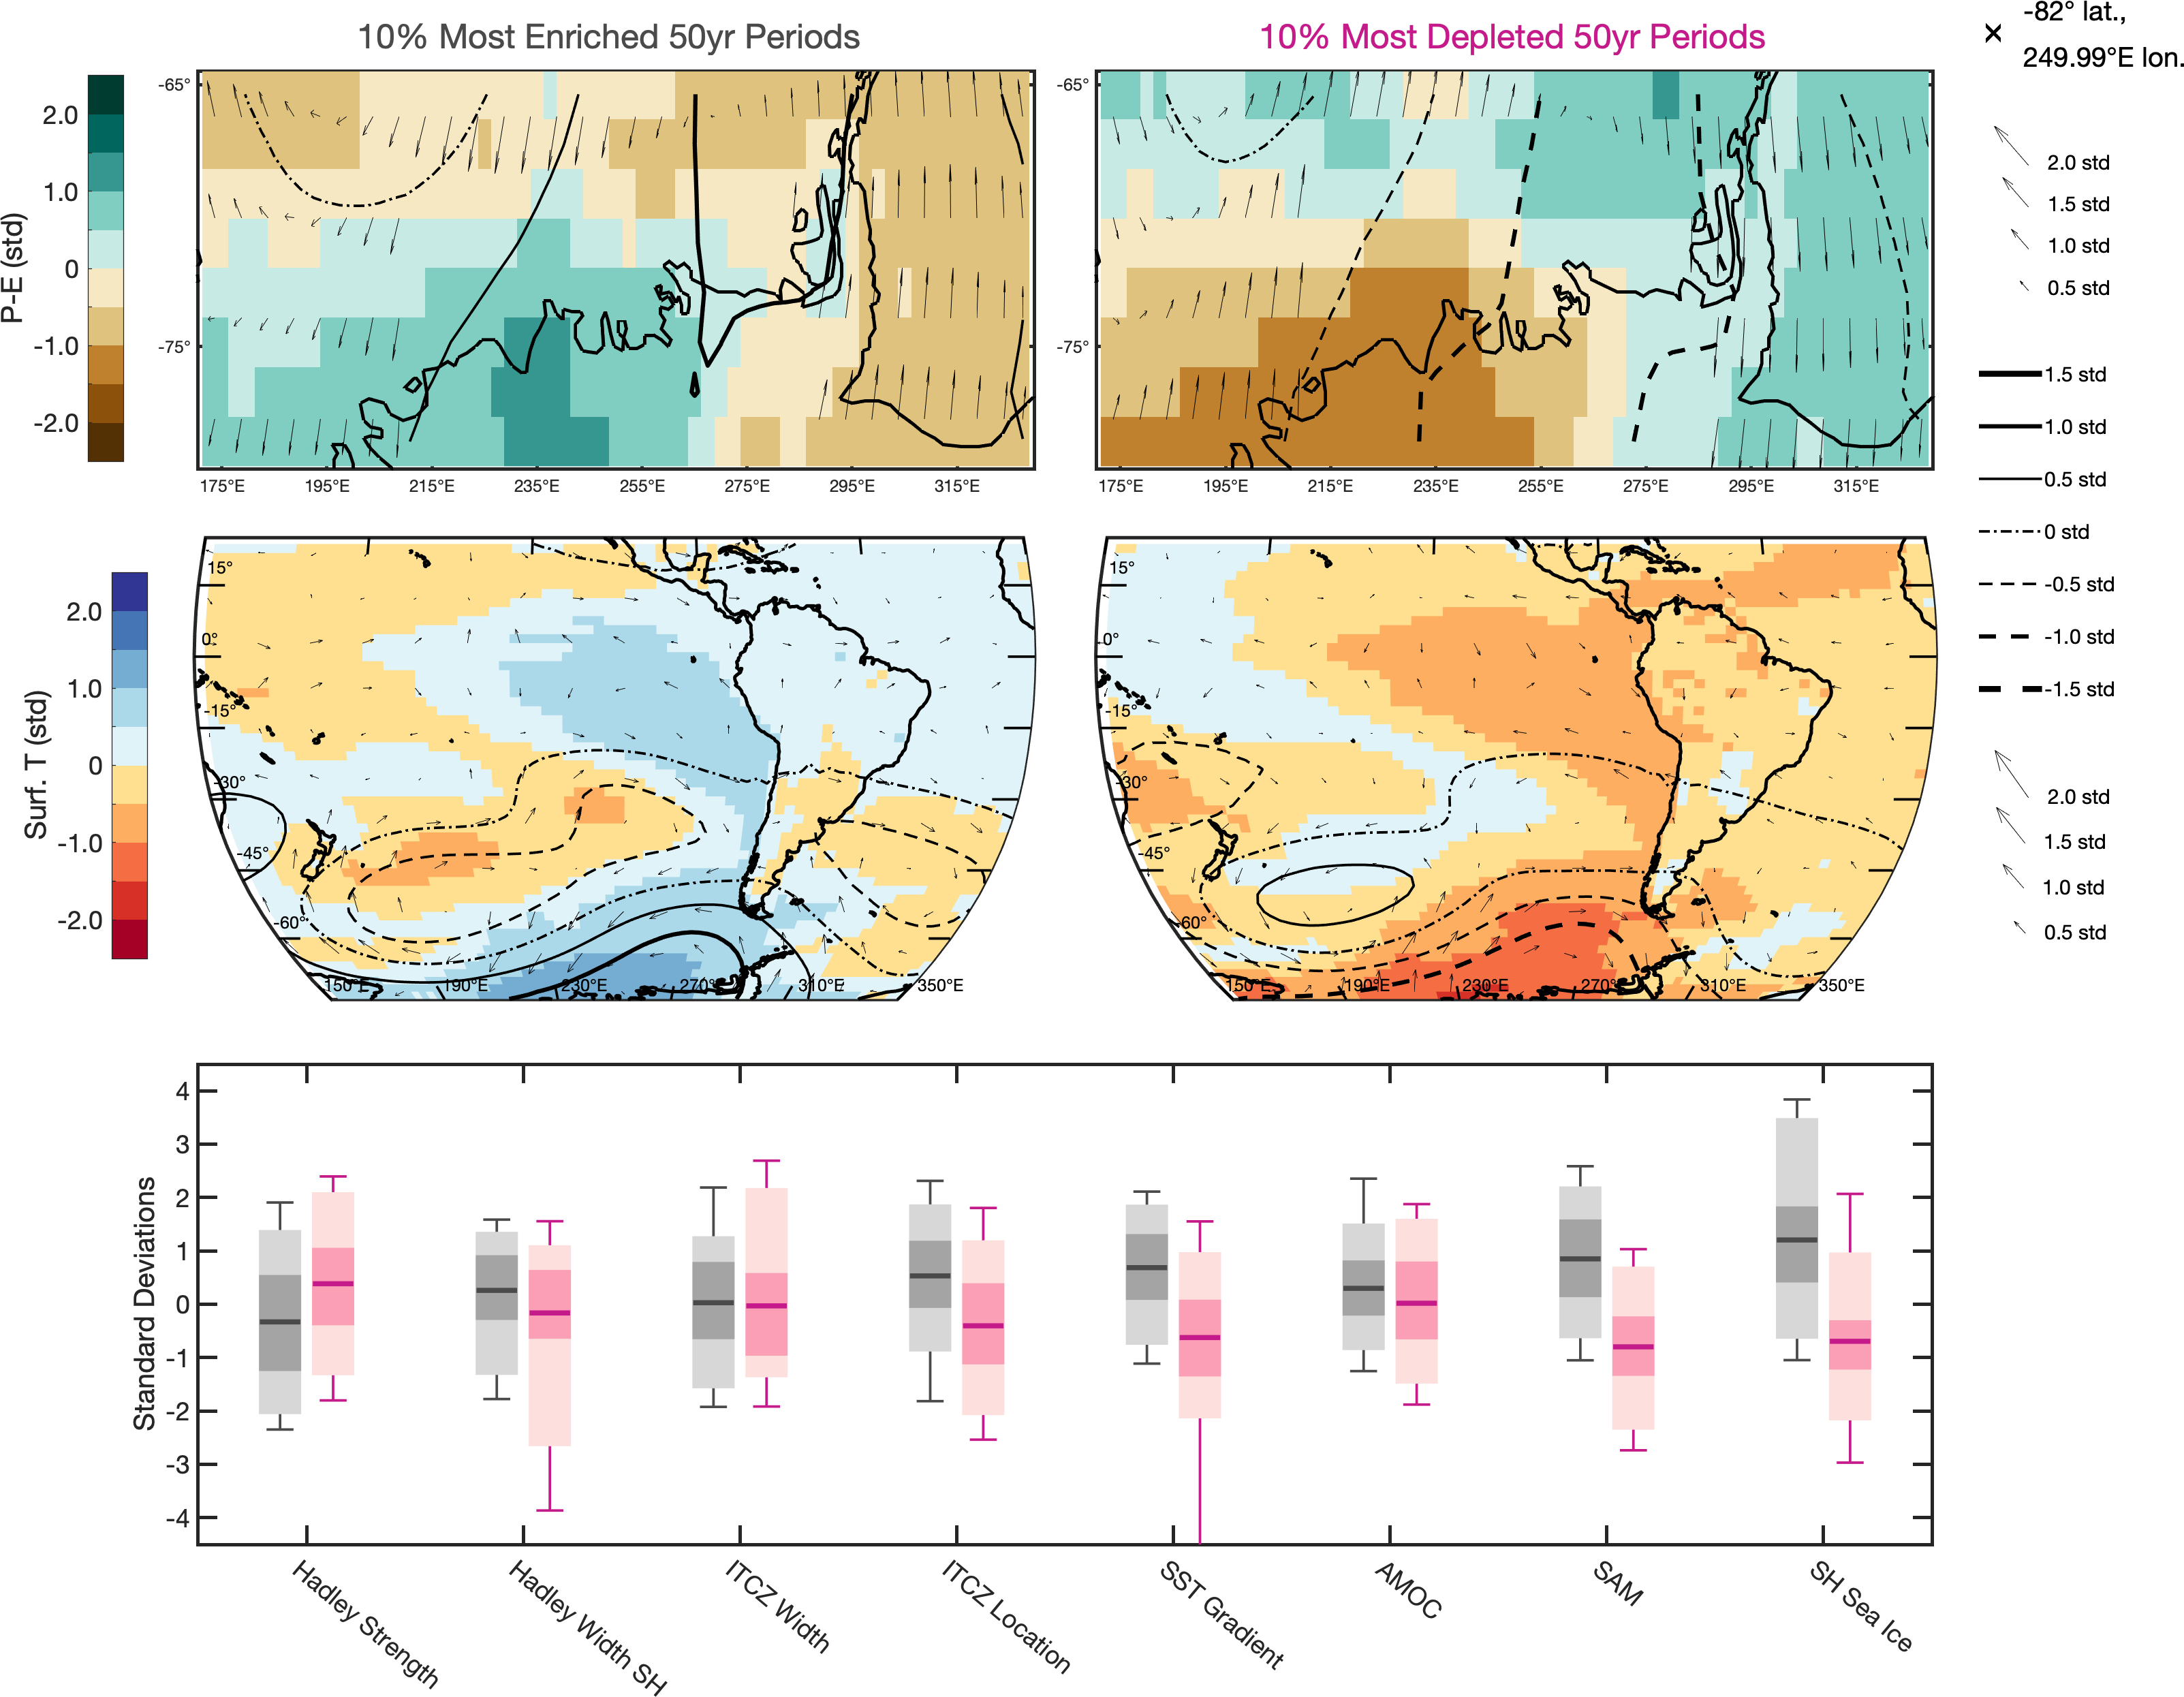 10% Most Enriched 50yr Periods
10% Most Depleted 50yr Periods
-82° lat.,
249.99°E lon.
P-E (std)
2.0
1.0
0
-1.0
-2.0
-65°
-75°
175°E 195°E 215°E 235°E 255°E 275°E 295°E 315°E
-65°
-75°
175°E 195°E 215°E 235°E 255°E 275°E 295°E 315°E
2.0 std
1.5 std
1.0 std
0.5 std
1.5 std
1.0 std
0.5 std
0 std
-0.5 std
-1.0 std
-1.5 std
Surf. T (std)
2.0
1.0
0
-1.0
-2.0
15°
0°
-15°
-30°
-45°
-60°
150°E 190°E 230°E 270°E 310°E 350°E
15°
0°
-15°
-30°
-45°
-60°
150°E 190°E 230°E 270°E 310°E 350°E
2.0 std
1.5 std
1.0 std
0.5 std
Standard Deviations
4
3
2
1
0
-1
-2
-3
-4
Hadley Strength
Hadley Width SH
ITCZ Width
ITCZ Location
SST Gradient
AMOC
SAM
SH Sea Ice